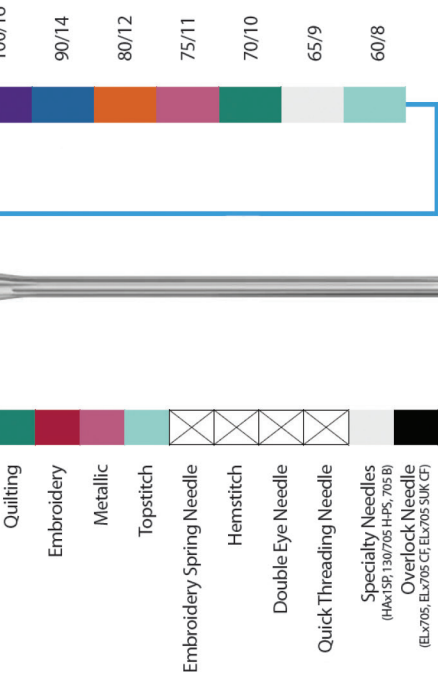 90/14
80/12
75/11
70/10
65/9
60/8
Quilting
Embroidery
Metallic
Topstitch
Embroidery Spring Needle
Hemstitch
Double Eye Needle
Quick Threading Needle
Specialty Needles
(HAx1SP, 130/705 H-PS, 705 B)
Overlock Needle
(ELx705, ELx705 CF, ELx705 SUK CF)